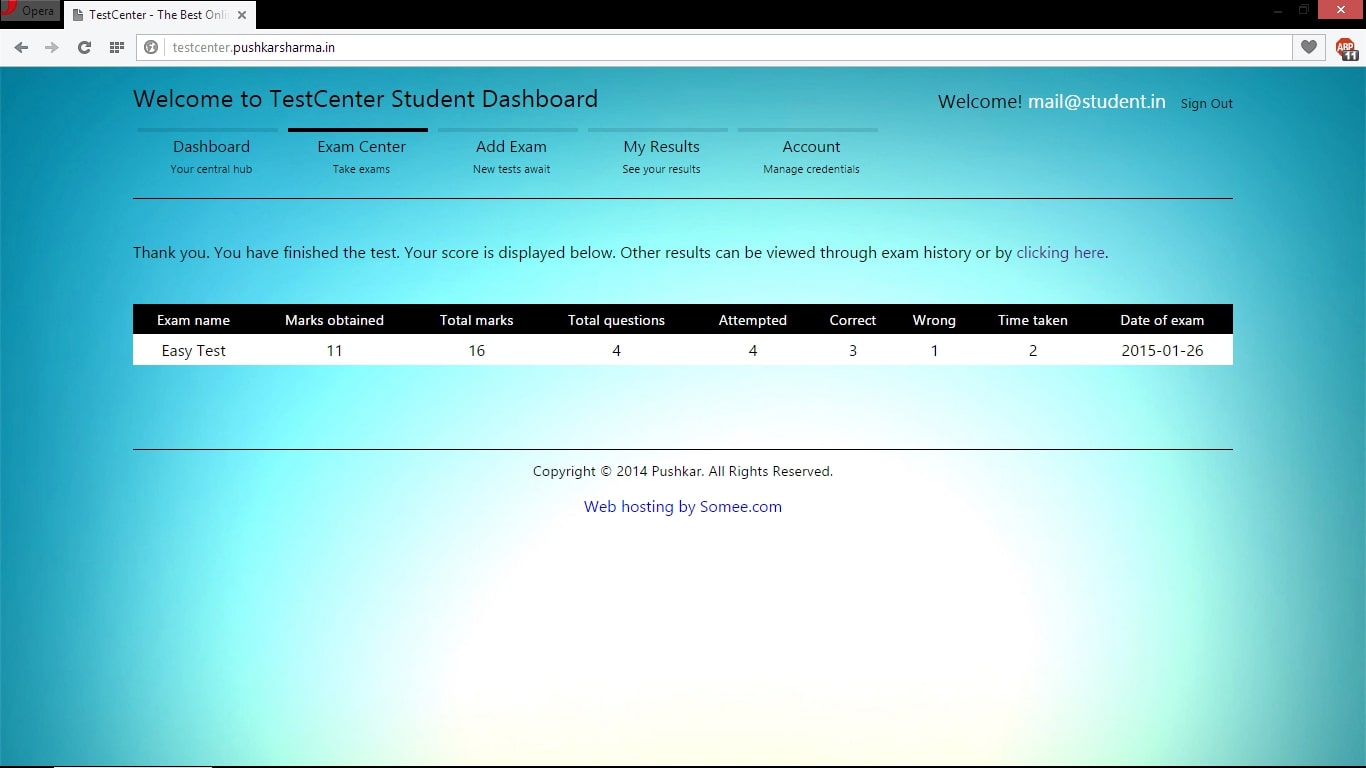 Opera
TestCenter - The Best Onli
testcenter.pushkarsharma.in
ABP
11
Welcome to TestCenter Student Dashboard
Welcome! mail@student.in Sign Out
Dashboard Exam Center Add Exam My Results Account
Your central hub Take exams New tests await See your results Manage credentials
Thank you. You have finished the test. Your score is displayed below. Other results can be viewed through exam history or by clicking here.
Exam name Marks obtained Total marks Total questions Attempted Correct Wrong Time taken Date of exam
Easy Test 11 16 4 4 3 1 2 2015-01-26
Copyright © 2014 Pushkar. All Rights Reserved.
Web hosting by Somee.com